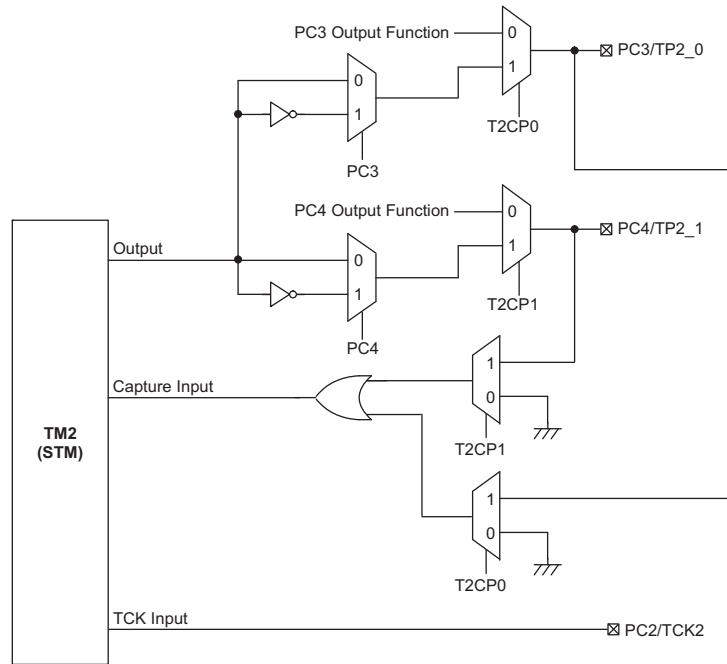 PC3 Output Function
0
1
PC3/TP2_0
T2CP0
0
1
PC3
PC4 Output Function
0
1
PC4/TP2_1
T2CP1
Output
0
1
PC4
Capture Input
1
0
T2CP1
TM2
(STM)
1
0
T2CP0
TCK Input
PC2/TCK2